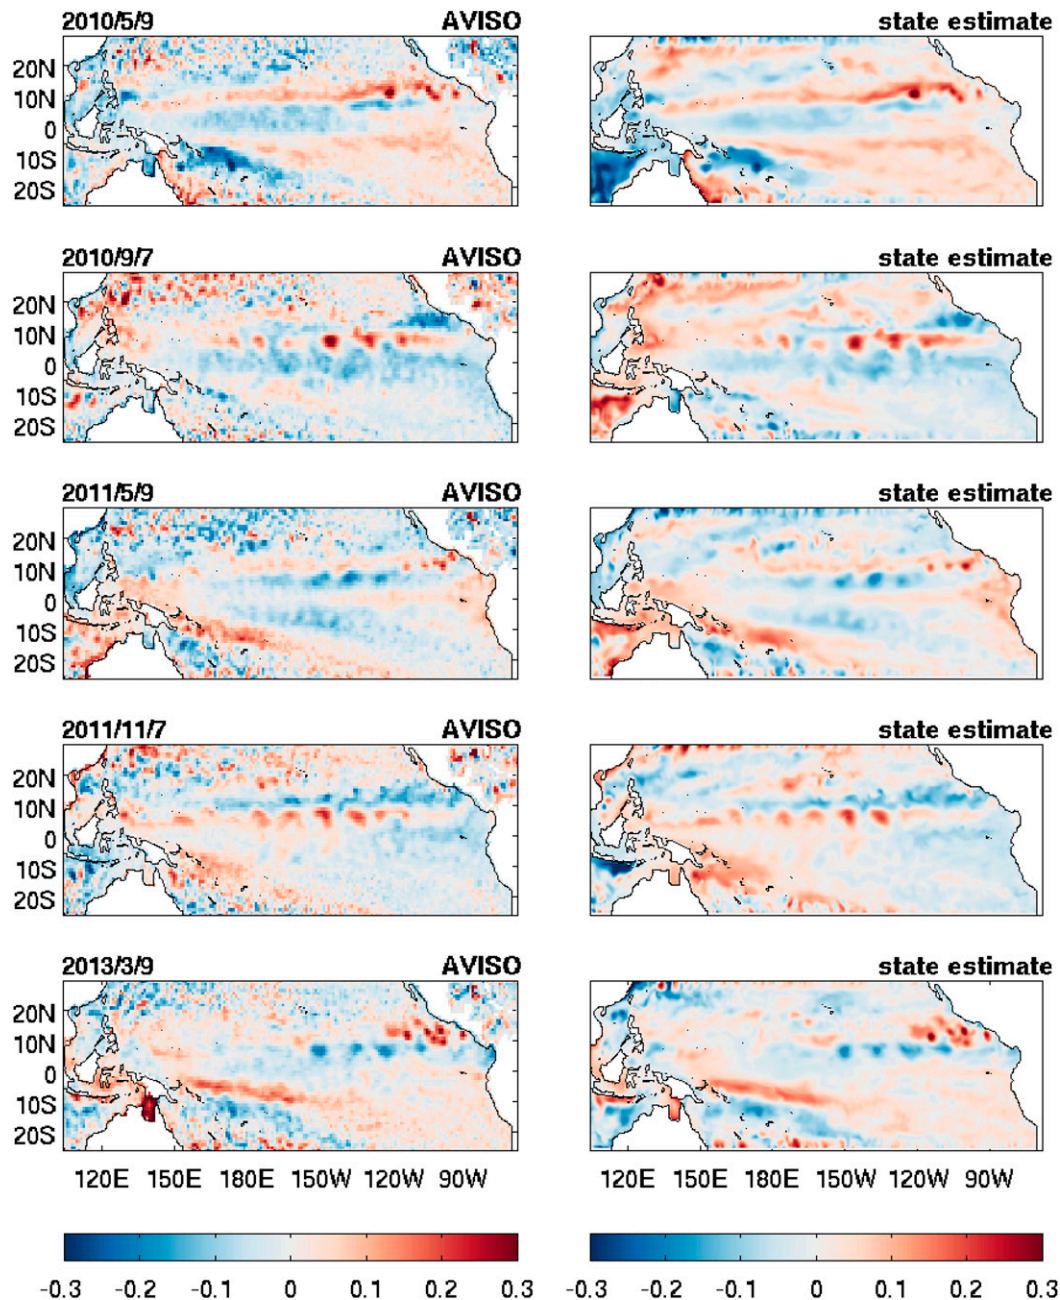 2010/5/9 AVISO state estimate
20N
10N
0
10S
20S
2010/9/7 AVISO state estimate
20N
10N
0
10S
20S
2011/5/9 AVISO state estimate
20N
10N
0
10S
20S
2011/11/7 AVISO state estimate
20N
10N
0
10S
20S
2013/3/9 AVISO state estimate
20N
10N
0
10S
20S
120E 150E 180E 150W 120W 90W 120E 150E 180E 150W 120W 90W
-0.3 -0.2 -0.1 0 0.1 0.2 0.3 -0.3 -0.2 -0.1 0 0.1 0.2 0.3